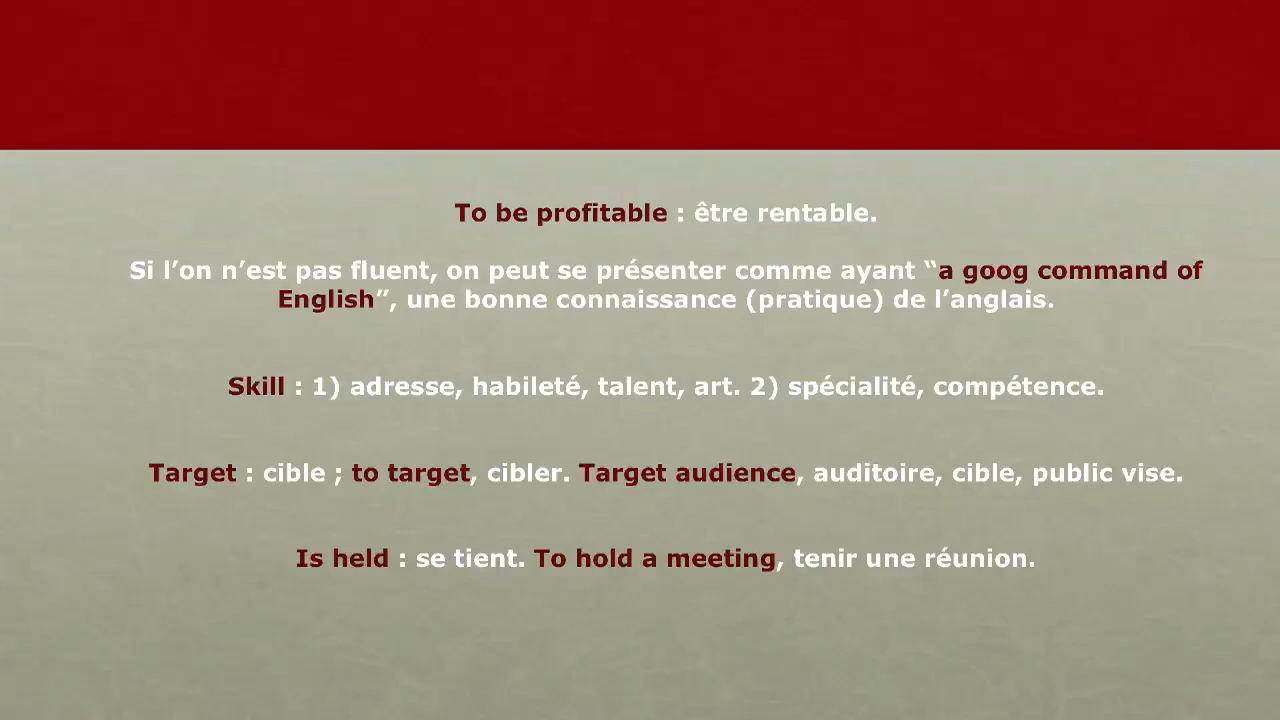 To be profitable : être rentable.
Si l’on n’est pas fluent, on peut se présenter comme ayant “a goog command of
English”, une bonne connaissance (pratique) de l’anglais.
Skill : 1) adresse, habileté, talent, art. 2) spécialité, compétence.
Target : cible ; to target, cibler. Target audience, auditoire, cible, public vise.
Is held : se tient. To hold a meeting, tenir une réunion.